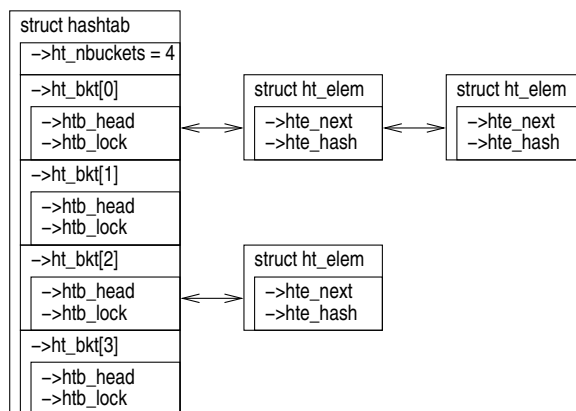 struct hashtab
−>ht_nbuckets = 4
−>ht_bkt[0]
−>htb_head
−>htb_lock
struct ht_elem
−>hte_next
−>hte_hash
struct ht_elem
−>hte_next
−>hte_hash
−>ht_bkt[1]
−>htb_head
−>htb_lock
−>ht_bkt[2]
−>htb_head
−>htb_lock
struct ht_elem
−>hte_next
−>hte_hash
−>ht_bkt[3]
−>htb_head
−>htb_lock